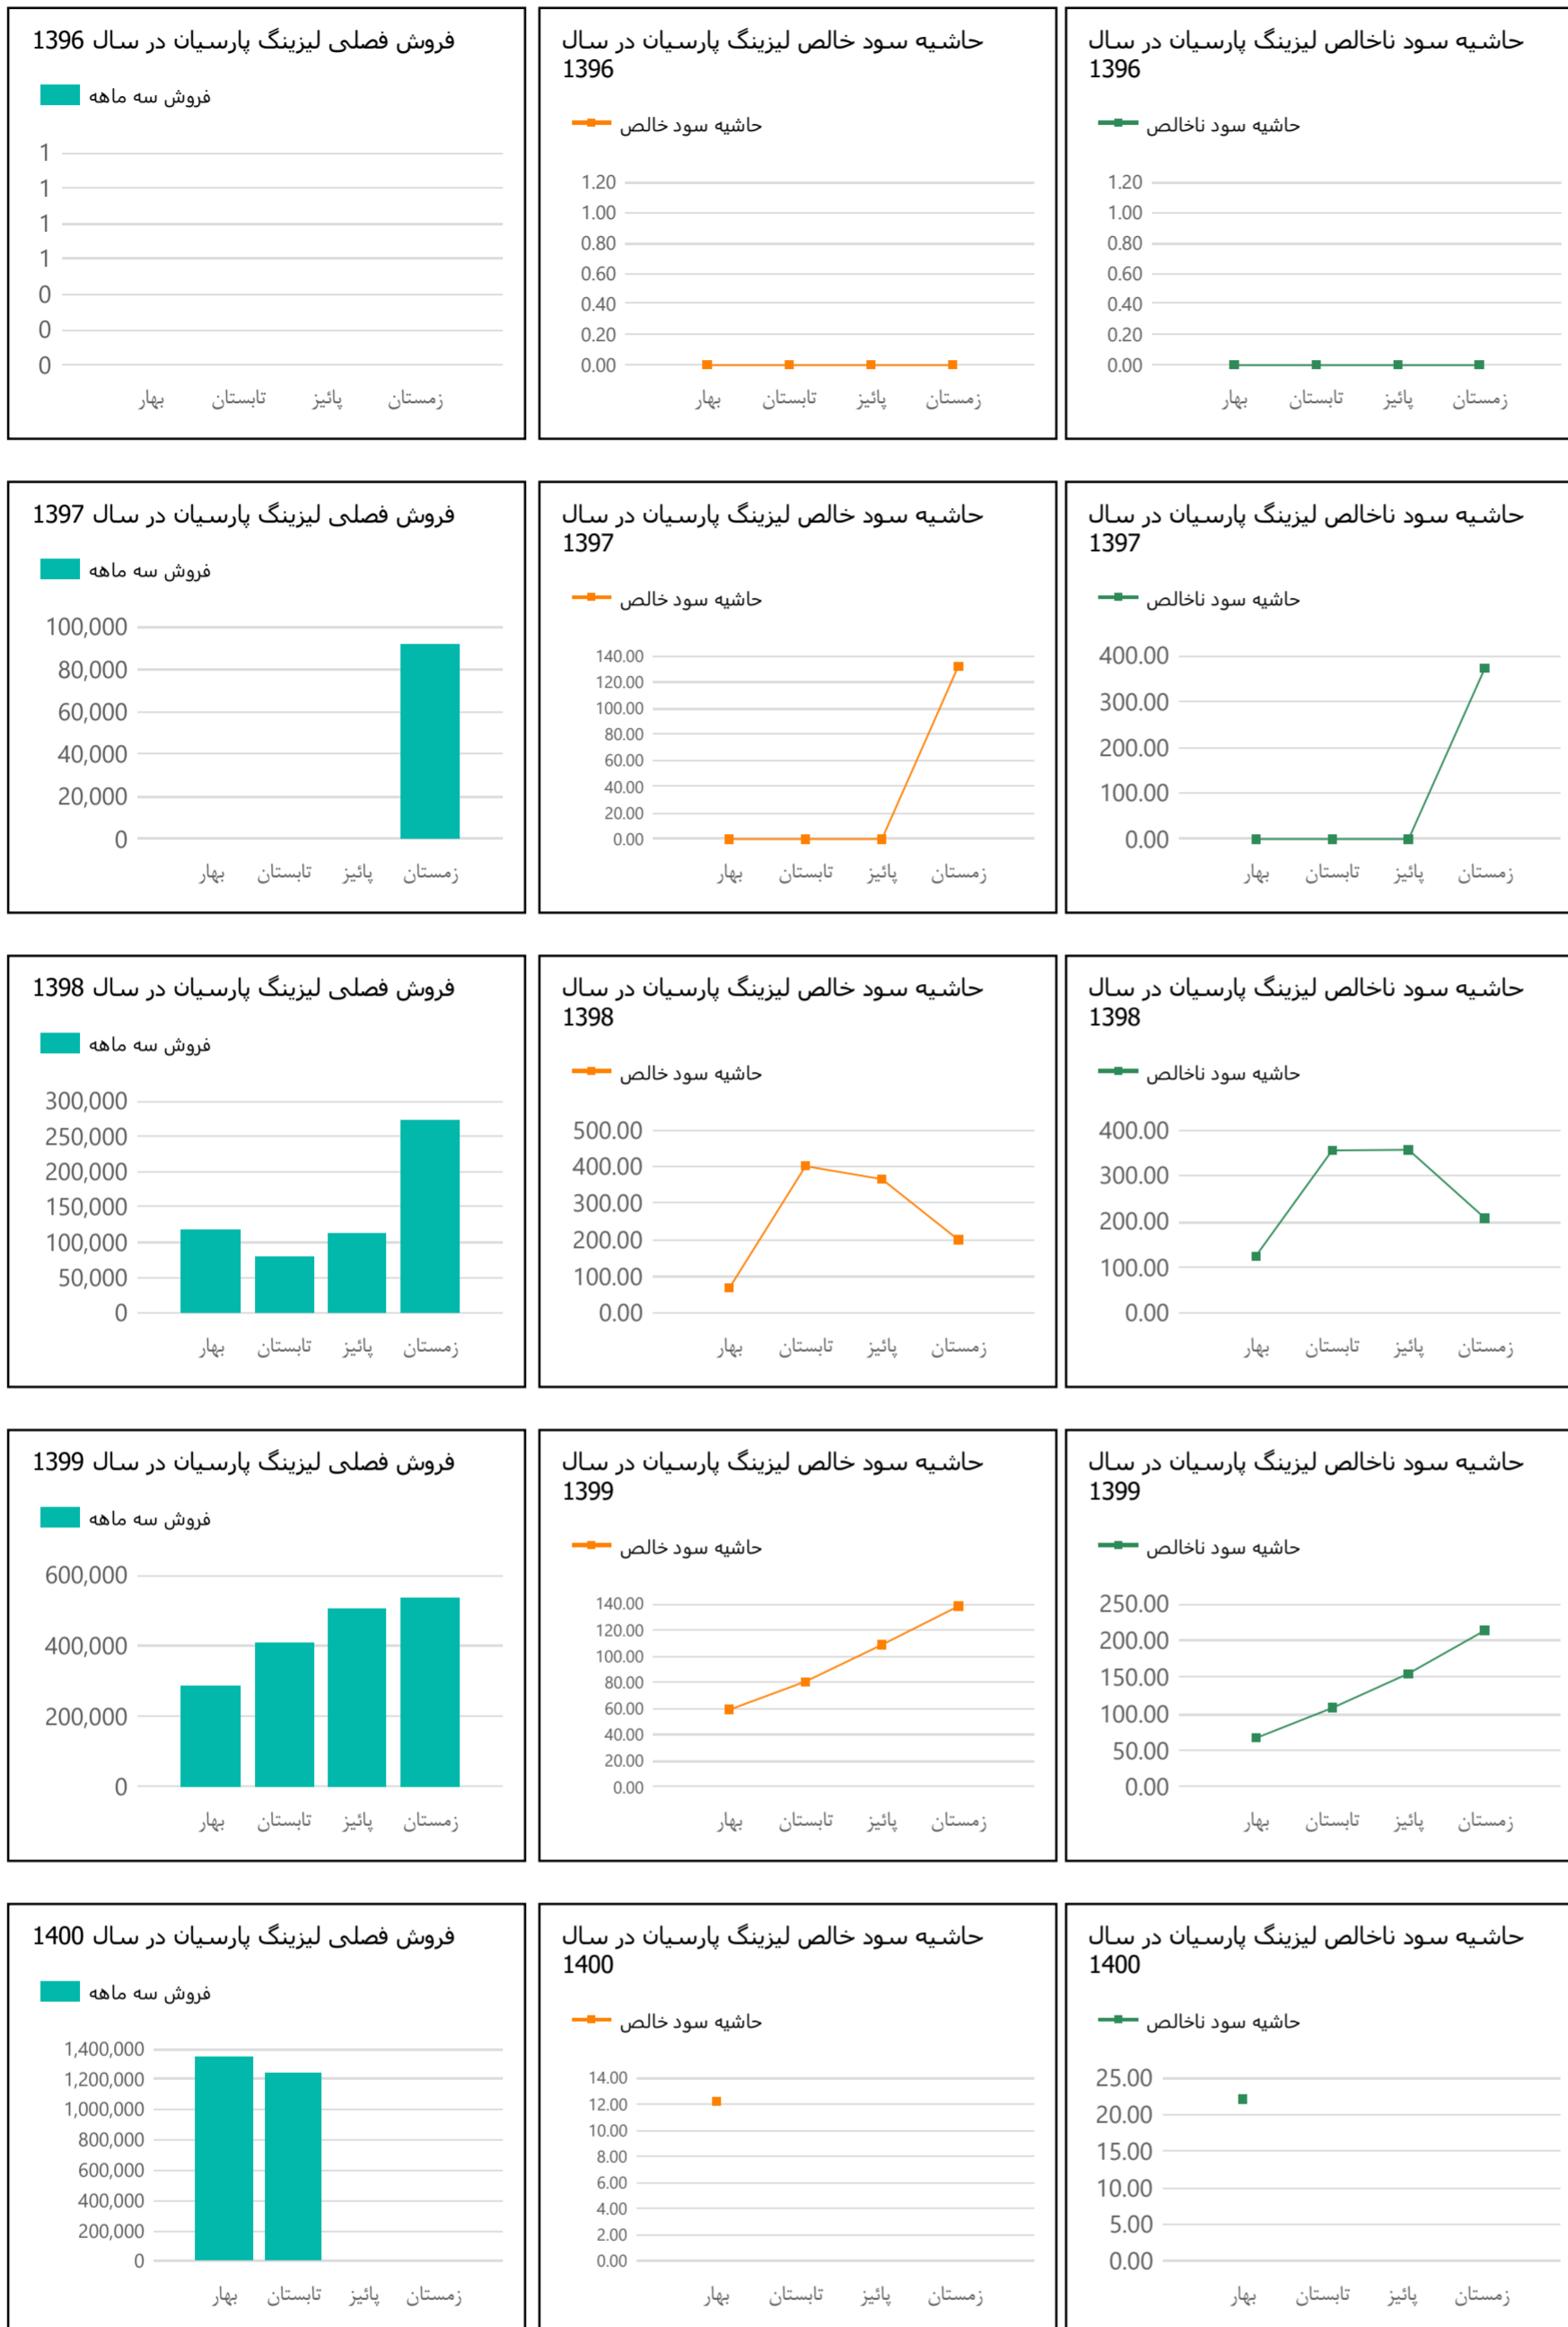 فروش فصلی لیزینگ پارسیان در سال 1396
فروش سه ماهه
1
1
1
1
0
0
0
بهار تابستان پائیز زمستان
حاشیه سود خالص لیزینگ پارسیان در سال
1396
حاشیه سود خالص
1.20
1.00
0.80
0.60
0.40
0.20
0.00
بهار تابستان پائیز زمستان
حاشیه سود ناخالص لیزینگ پارسیان در سال
1396
حاشیه سود ناخالص
1.20
1.00
0.80
0.60
0.40
0.20
0.00
بهار تابستان پائیز زمستان
فروش فصلی لیزینگ پارسیان در سال 1397
فروش سه ماهه
100,000
80,000
60,000
40,000
20,000
0
بهار تابستان پائیز زمستان
حاشیه سود خالص لیزینگ پارسیان در سال
1397
حاشیه سود خالص
140.00
120.00
100.00
80.00
60.00
40.00
20.00
0.00
بهار تابستان پائیز زمستان
حاشیه سود ناخالص لیزینگ پارسیان در سال
1397
حاشیه سود ناخالص
400.00
300.00
200.00
100.00
0.00
بهار تابستان پائیز زمستان
فروش فصلی لیزینگ پارسیان در سال 1398
فروش سه ماهه
300,000
250,000
200,000
150,000
100,000
50,000
0
بهار تابستان پائیز زمستان
حاشیه سود خالص لیزینگ پارسیان در سال
1398
حاشیه سود خالص
500.00
400.00
300.00
200.00
100.00
0.00
بهار تابستان پائیز زمستان
حاشیه سود ناخالص لیزینگ پارسیان در سال
1398
حاشیه سود ناخالص
400.00
300.00
200.00
100.00
0.00
بهار تابستان پائیز زمستان
فروش فصلی لیزینگ پارسیان در سال 1399
فروش سه ماهه
600,000
400,000
200,000
0
بهار تابستان پائیز زمستان
حاشیه سود خالص لیزینگ پارسیان در سال
1399
حاشیه سود خالص
140.00
120.00
100.00
80.00
60.00
40.00
20.00
0.00
بهار تابستان پائیز زمستان
حاشیه سود ناخالص لیزینگ پارسیان در سال
1399
حاشیه سود ناخالص
250.00
200.00
150.00
100.00
50.00
0.00
بهار تابستان پائیز زمستان
فروش فصلی لیزینگ پارسیان در سال 1400
فروش سه ماهه
1,400,000
1,200,000
1,000,000
800,000
600,000
400,000
200,000
0
بهار تابستان پائیز زمستان
حاشیه سود خالص لیزینگ پارسیان در سال
1400
حاشیه سود خالص
14.00
12.00
10.00
8.00
6.00
4.00
2.00
0.00
بهار تابستان پائیز زمستان
حاشیه سود ناخالص لیزینگ پارسیان در سال
1400
حاشیه سود ناخالص
25.00
20.00
15.00
10.00
5.00
0.00
بهار تابستان پائیز زمستان